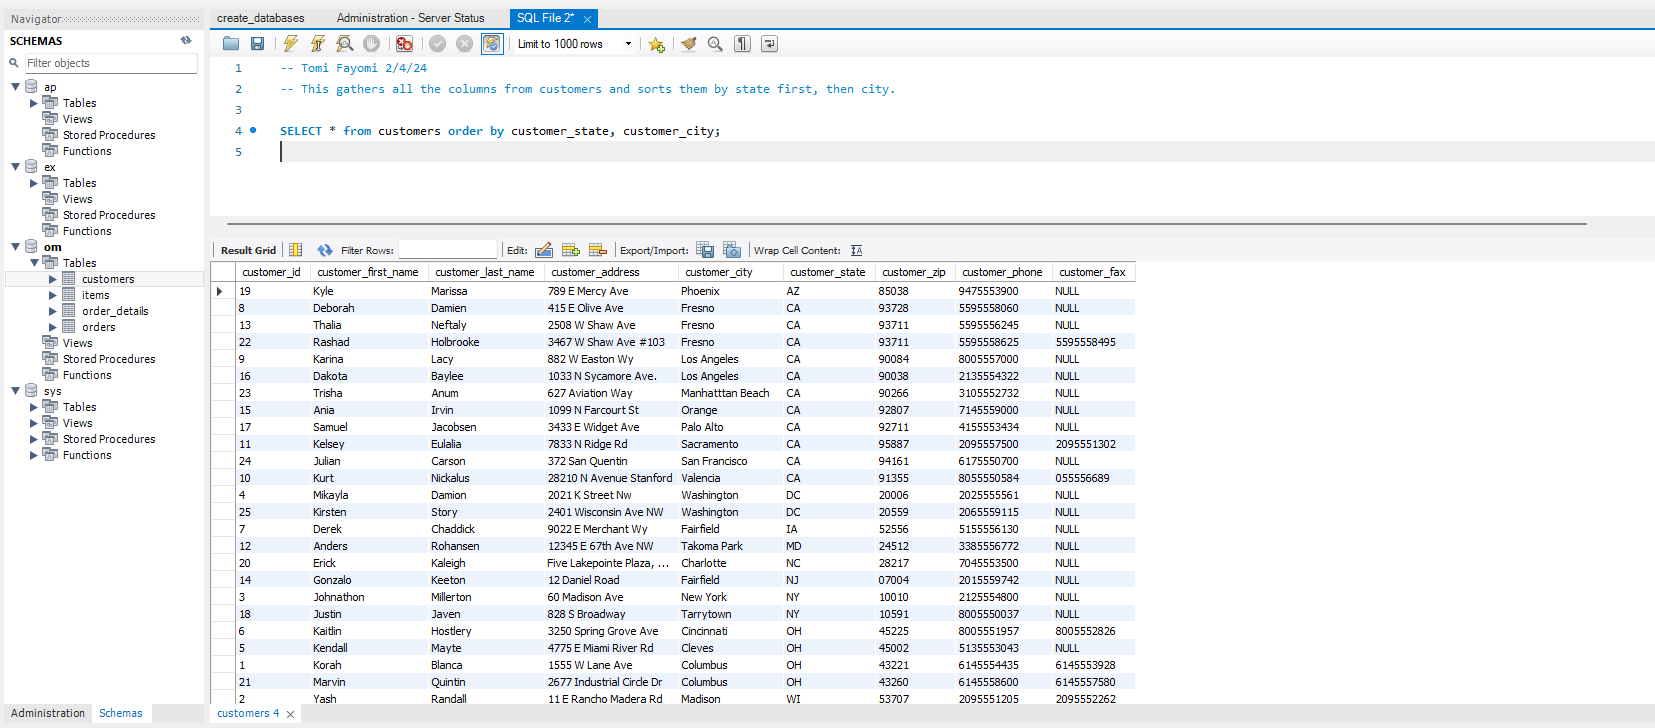 Navigator
create_databases Administration - Server Status SQL File 2*
SCHEMAS
Limit to 1000 rows
Filter objects
ap
Tables
Views
Stored Procedures
Functions
ex
Tables
Views
Stored Procedures
Functions
om
Tables
customers
items
order_details
orders
Views
Stored Procedures
Functions
sys
Tables
Views
Stored Procedures
Functions
Administration Schemas
1 -- Tomi Fayomi 2/4/24
2 -- This gathers all the columns from customers and sorts them by state first, then city.
3
4 SELECT * from customers order by customer_state, customer_city;
5
Result Grid Filter Rows: Edit: Export/Import: Wrap Cell Content:
customer_id customer_first_name customer_last_name customer_address customer_city customer_state customer_zip customer_phone customer_fax
19 Kyle Marissa 789 E Mercy Ave Phoenix AZ 85038 9475553900 NULL
8 Deborah Damien 415 E Olive Ave Fresno CA 93728 5595558060 NULL
13 Thalia Neftaly 2508 W Shaw Ave Fresno CA 93711 5595556245 NULL
22 Rashad Holbrooke 3467 W Shaw Ave #103 Fresno CA 93711 5595558625 5595558495
9 Karina Lacy 882 W Easton Wy Los Angeles CA 90084 8005557000 NULL
16 Dakota Baylee 1033 N Sycamore Ave. Los Angeles CA 90038 2135554322 NULL
23 Trisha Anum 627 Aviation Way Manhatttan Beach CA 90266 3105552732 NULL
15 Ania Irvin 1099 N Farcourt St Orange CA 92807 7145559000 NULL
17 Samuel Jacobsen 3433 E Widget Ave Palo Alto CA 92711 4155553434 NULL
11 Kelsey Eulalia 7833 N Ridge Rd Sacramento CA 95887 2095557500 2095551302
24 Julian Carson 372 San Quentin San Francisco CA 94161 6175550700 NULL
10 Kurt Nickalus 28210 N Avenue Stanford Valencia CA 91355 8055550584 055556689
4 Mikayla Damion 2021 K Street Nw Washington DC 20006 2025555561 NULL
25 Kirsten Story 2401 Wisconsin Ave NW Washington DC 20559 2065559115 NULL
7 Derek Chaddick 9022 E Merchant Wy Fairfield IA 52556 5155556130 NULL
12 Anders Rohansen 12345 E 67th Ave NW Takoma Park MD 24512 3385556772 NULL
20 Erick Kaleigh Five Lakepointe Plaza, ... Charlotte NC 28217 7045553500 NULL
14 Gonzalo Keeton 12 Daniel Road Fairfield NJ 07004 2015559742 NULL
3 Johnathon Millerton 60 Madison Ave New York NY 10010 2125554800 NULL
18 Justin Javen 828 S Broadway Tarrytown NY 10591 8005550037 NULL
6 Kaitlin Hostlery 3250 Spring Grove Ave Cincinnati OH 45225 8005551957 8005552826
5 Kendall Mayte 4775 E Miami River Rd Cleves OH 45002 5135553043 NULL
1 Korah Blanca 1555 W Lane Ave Columbus OH 43221 6145554435 6145553928
21 Marvin Quintin 2677 Industrial Circle Dr Columbus OH 43260 6145558600 6145557580
2 Yash Randall 11 E Rancho Madera Rd Madison WI 53707 2095551205 2095552262
customers 4